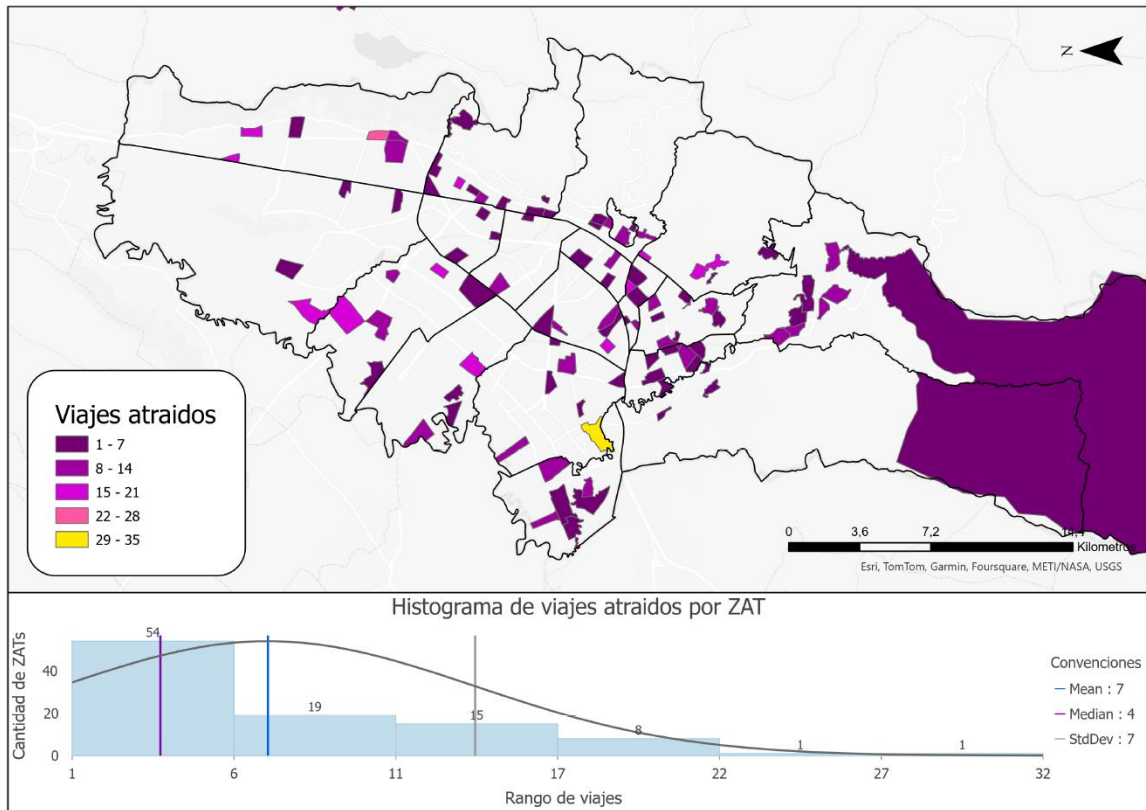 N
Viajes atraidos
1 - 7
8 - 14
15 - 21
22 - 28
29 - 35
0 3,6 7,2 14,4
Kilometros
Esri, TomTom, Garmin, Foursquare, METI/NASA, USGS
Histograma de viajes atraidos por ZAT
Cantidad de ZATs
40
20
0
54
19
15
8
1
1
1 6 11 17 22 27 32
Rango de viajes
Convenciones
Mean : 7
Median : 4
StdDev : 7